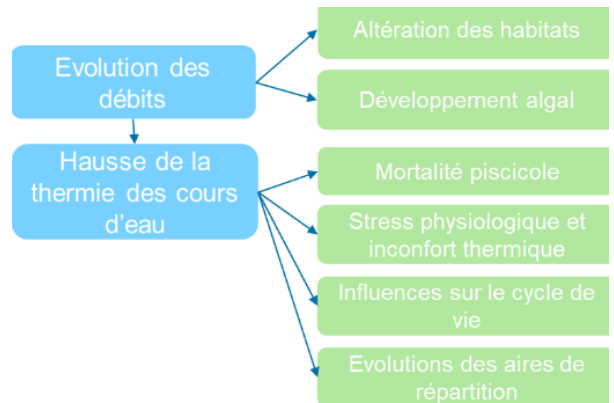 Evolution des
débits
Hausse de la
thermie des cours
d'eau
Altération des habitats
Développement algal
Mortalité piscicole
Stress physiologique et
inconfort thermique
Influences sur le cycle de
vie
Evolutions des aires de
répartition